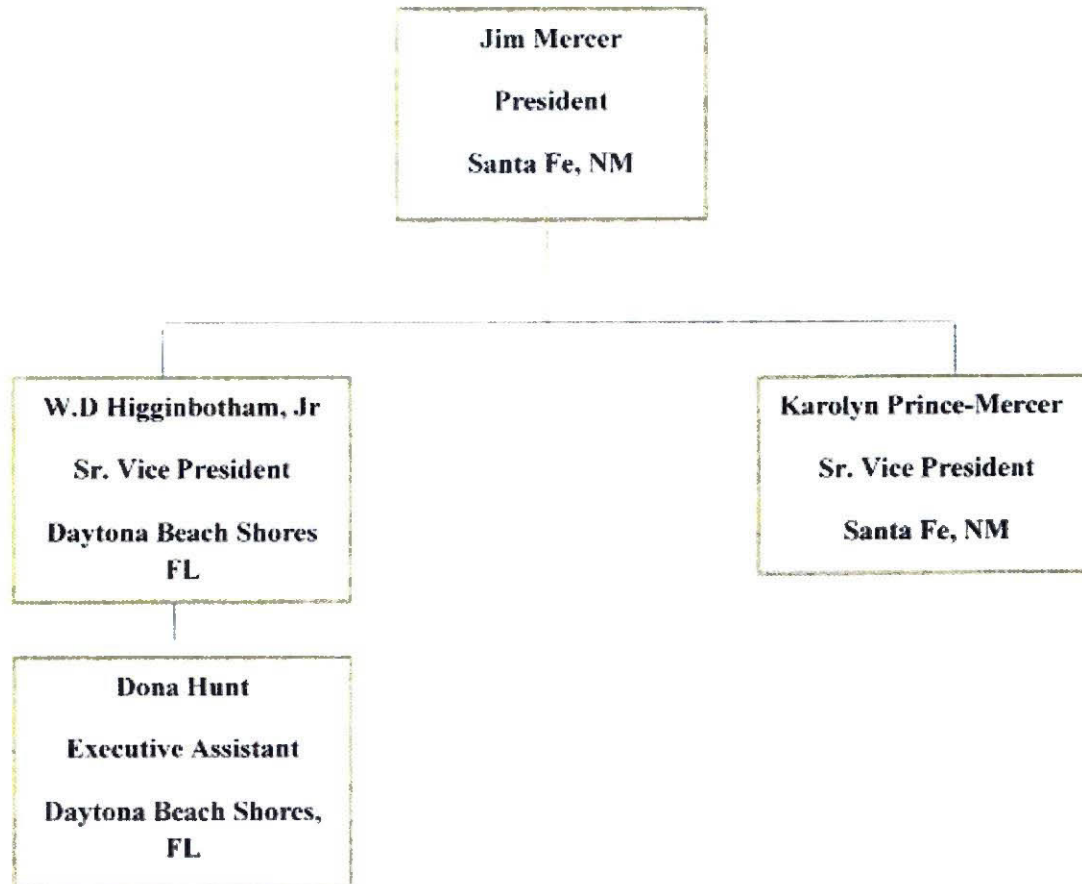 Jim Mercer
President
Santa Fe, NM
W.D Higginbotham, Jr
Sr. Vice President
Daytona Beach Shores
FL
Karolyn Prince-Mercer
Sr. Vice President
Santa Fe, NM
Dona Hunt
Executive Assistant
Daytona Beach Shores,
FL